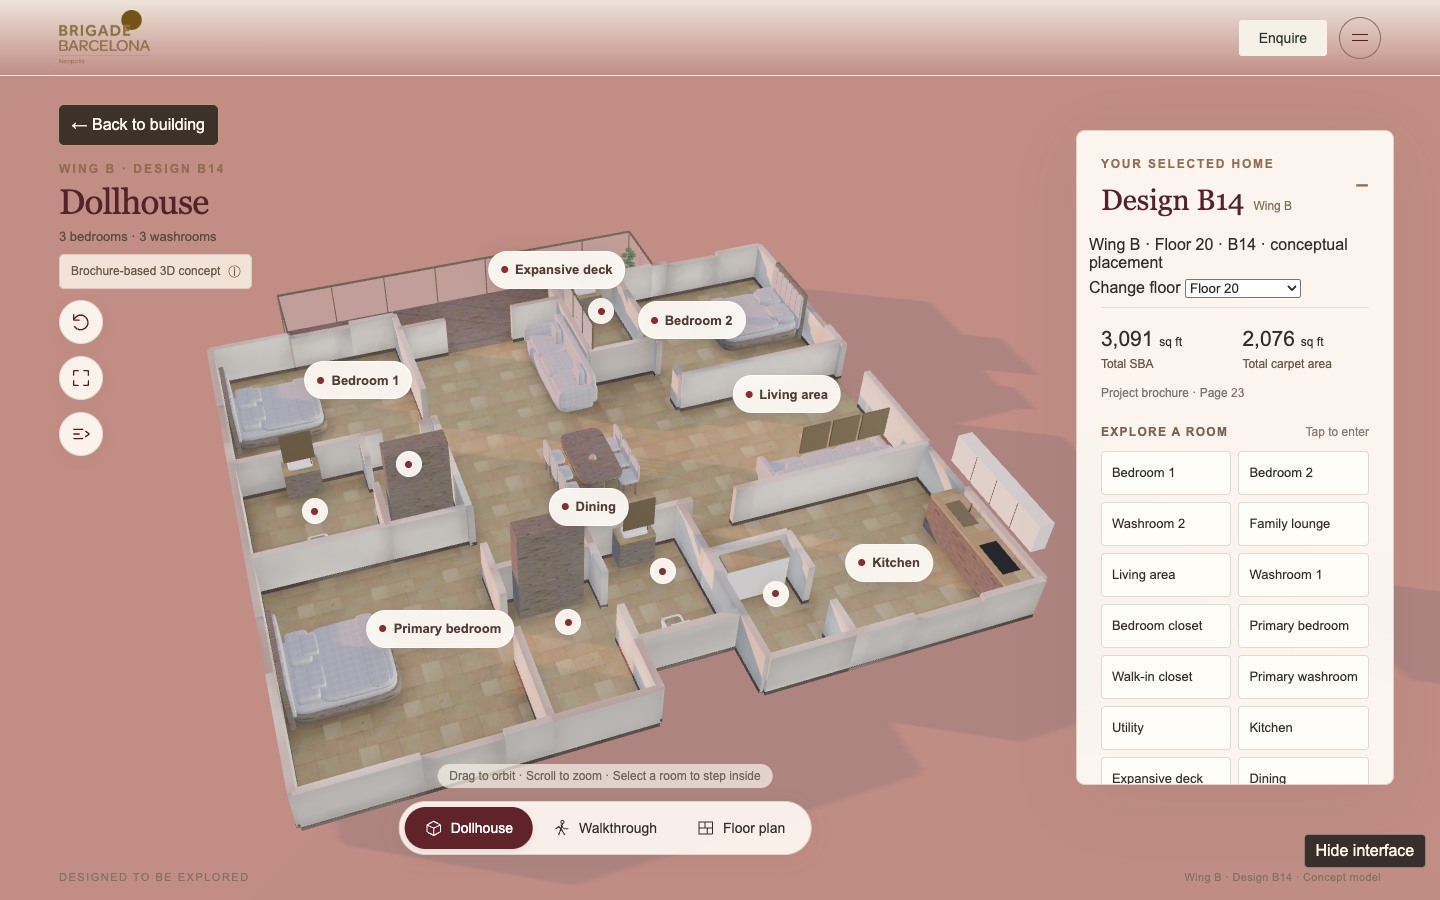 BRIGADE
BARCELONA
Neopolis
Enquire
← Back to building
WING B · DESIGN B14
Dollhouse
3 bedrooms · 3 washrooms
Brochure-based 3D concept ⓘ
Expansive deck
Bedroom 2
Bedroom 1
Living area
Dining
Kitchen
Primary bedroom
Drag to orbit · Scroll to zoom · Select a room to step inside
Dollhouse
Walkthrough
Floor plan
DESIGNED TO BE EXPLORED
YOUR SELECTED HOME
Design B14 Wing B
Wing B · Floor 20 · B14 · conceptual
placement
Change floor Floor 20
3,091 sq ft 2,076 sq ft
Total SBA Total carpet area
Project brochure · Page 23
EXPLORE A ROOM Tap to enter
Bedroom 1 Bedroom 2
Washroom 2 Family lounge
Living area Washroom 1
Bedroom closet Primary bedroom
Walk-in closet Primary washroom
Utility Kitchen
Expansive deck Dining
Hide interface
Wing B · Design B14 · Concept model